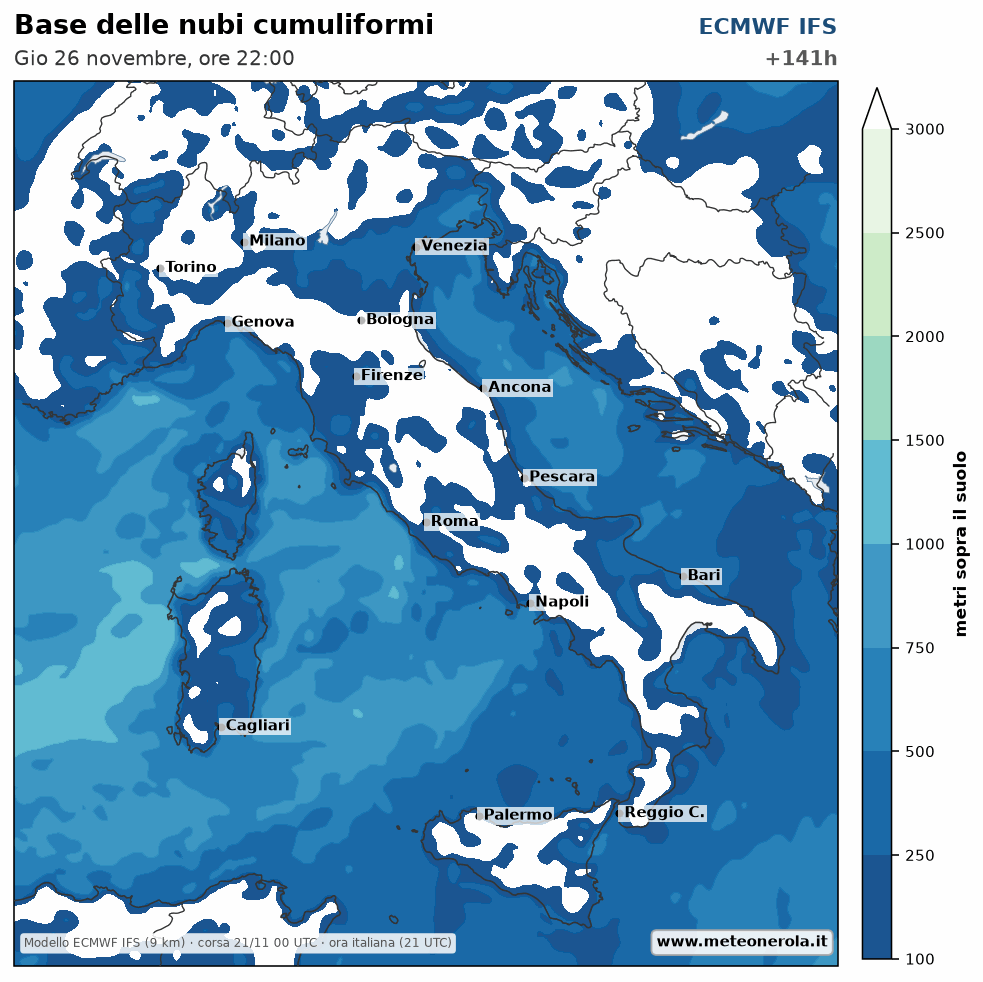 Base delle nubi cumuliformi
ECMWF IFS
Gio 26 novembre, ore 22:00
+141h
3000
2500
2000
1500
1000
750
500
250
100
metri sopra il suolo
Milano
Venezia
Torino
Genova
Bologna
Firenze
Ancona
Pescara
Roma
Bari
Napoli
Cagliari
Palermo
Reggio C.
Modello ECMWF IFS (9 km) · corsa 21/11 00 UTC · ora italiana (21 UTC)
www.meteonerola.it